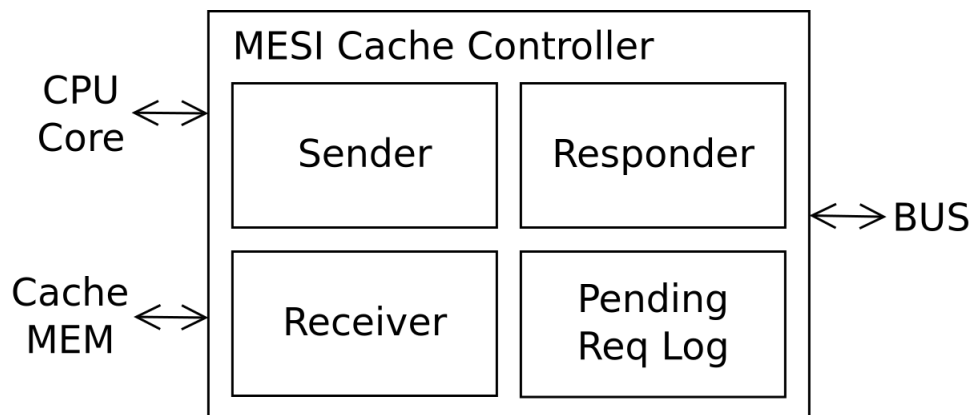 MESI Cache Controller
CPU
Core
Sender
Responder
BUS
Cache
MEM
Receiver
Pending
Req Log